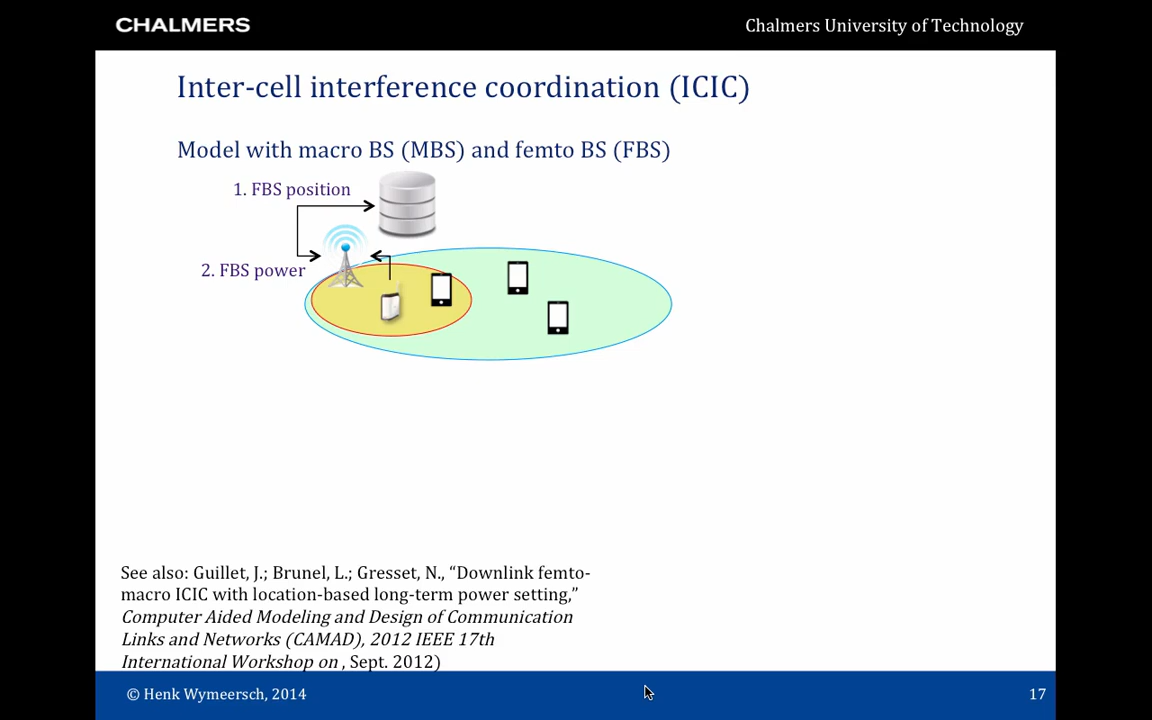 CHALMERS
Chalmers University of Technology
Inter-cell interference coordination (ICIC)
Model with macro BS (MBS) and femto BS (FBS)
1. FBS position
2. FBS power
See also: Guillet, J.; Brunel, L.; Gresset, N., “Downlink femto-
macro ICIC with location-based long-term power setting,”
Computer Aided Modeling and Design of Communication
Links and Networks (CAMAD), 2012 IEEE 17th
International Workshop on , Sept. 2012)
© Henk Wymeersch, 2014
17